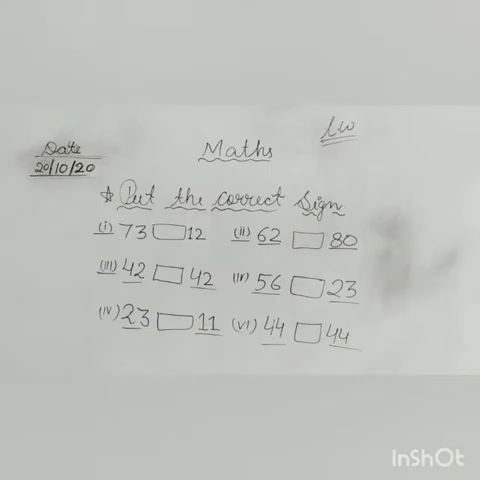 C.W
Date
20/10/20
Maths
☆ Put the correct Sign
(i) 73 □ 12 (ii) 62 □ 80
(iii) 42 □ 42 (iv) 56 □ 23
(iv) 23 □ 11 (vi) 44 □ 44
InShOt